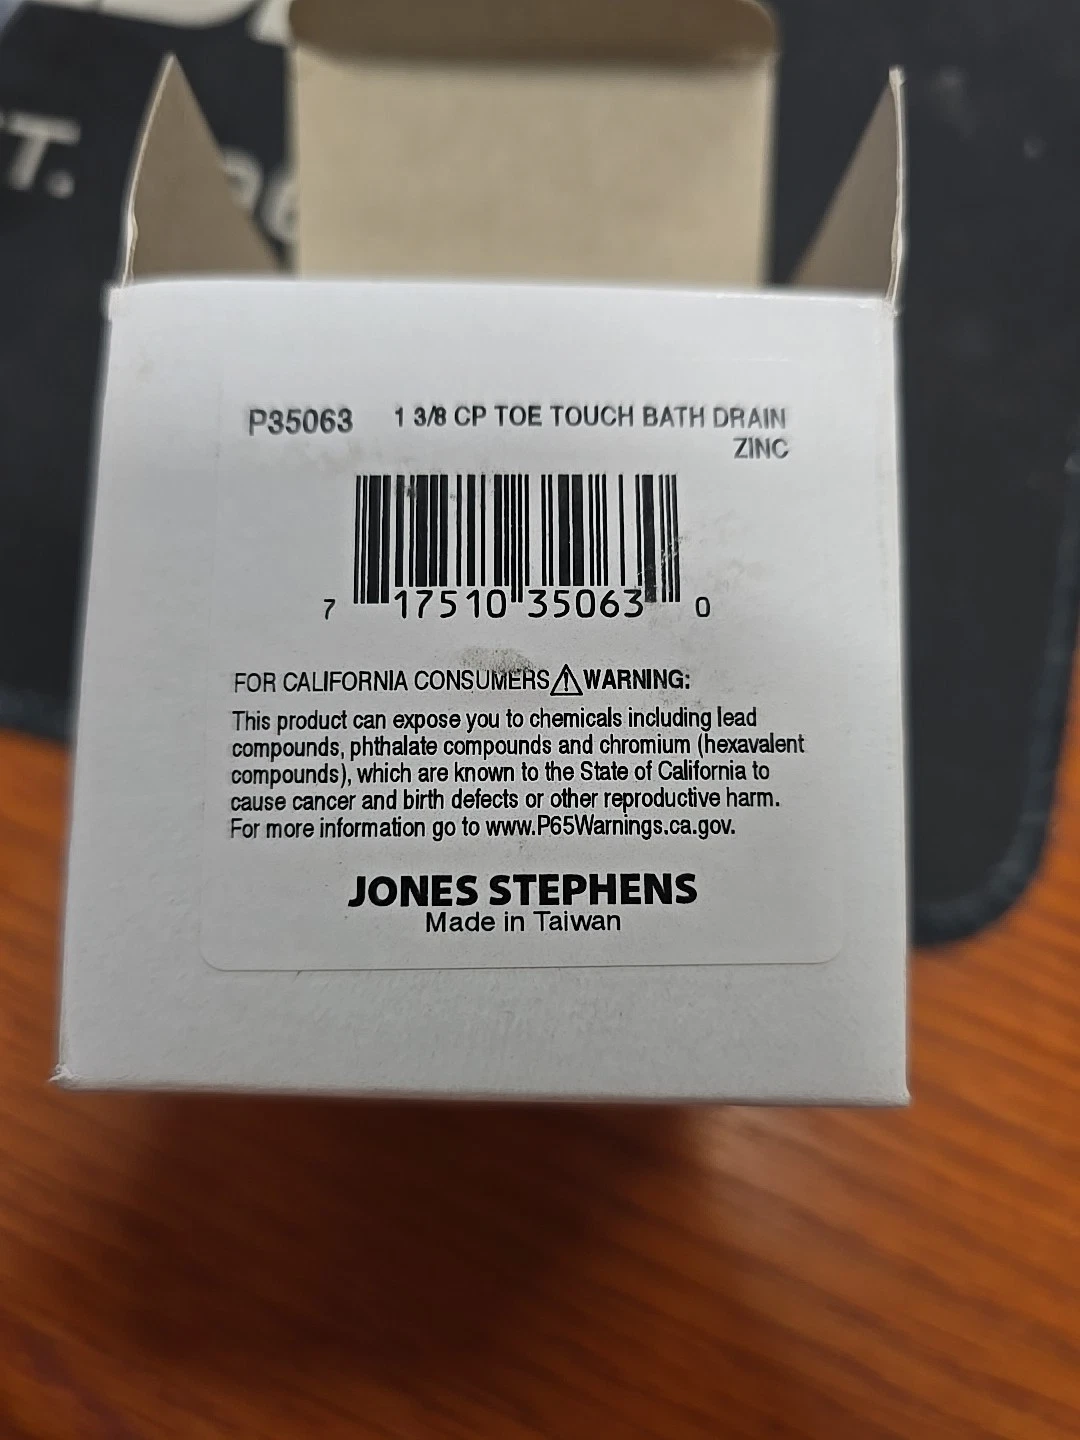 T.
P35063 1 3/8 CP TOE TOUCH BATH DRAIN
ZINC
7 17510 35063 0
FOR CALIFORNIA CONSUMERS ⚠ WARNING:
This product can expose you to chemicals including lead
compounds, phthalate compounds and chromium (hexavalent
compounds), which are known to the State of California to
cause cancer and birth defects or other reproductive harm.
For more information go to www.P65Warnings.ca.gov.
JONES STEPHENS
Made in Taiwan